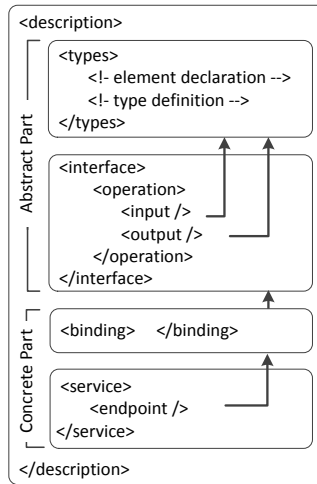 <description>
Abstract Part
<types>
<!- element declaration -->
<!- type definition -->
</types>
<interface>
<operation>
<input />
<output />
</operation>
</interface>
Concrete Part
<binding> </binding>
<service>
<endpoint />
</service>
</description>